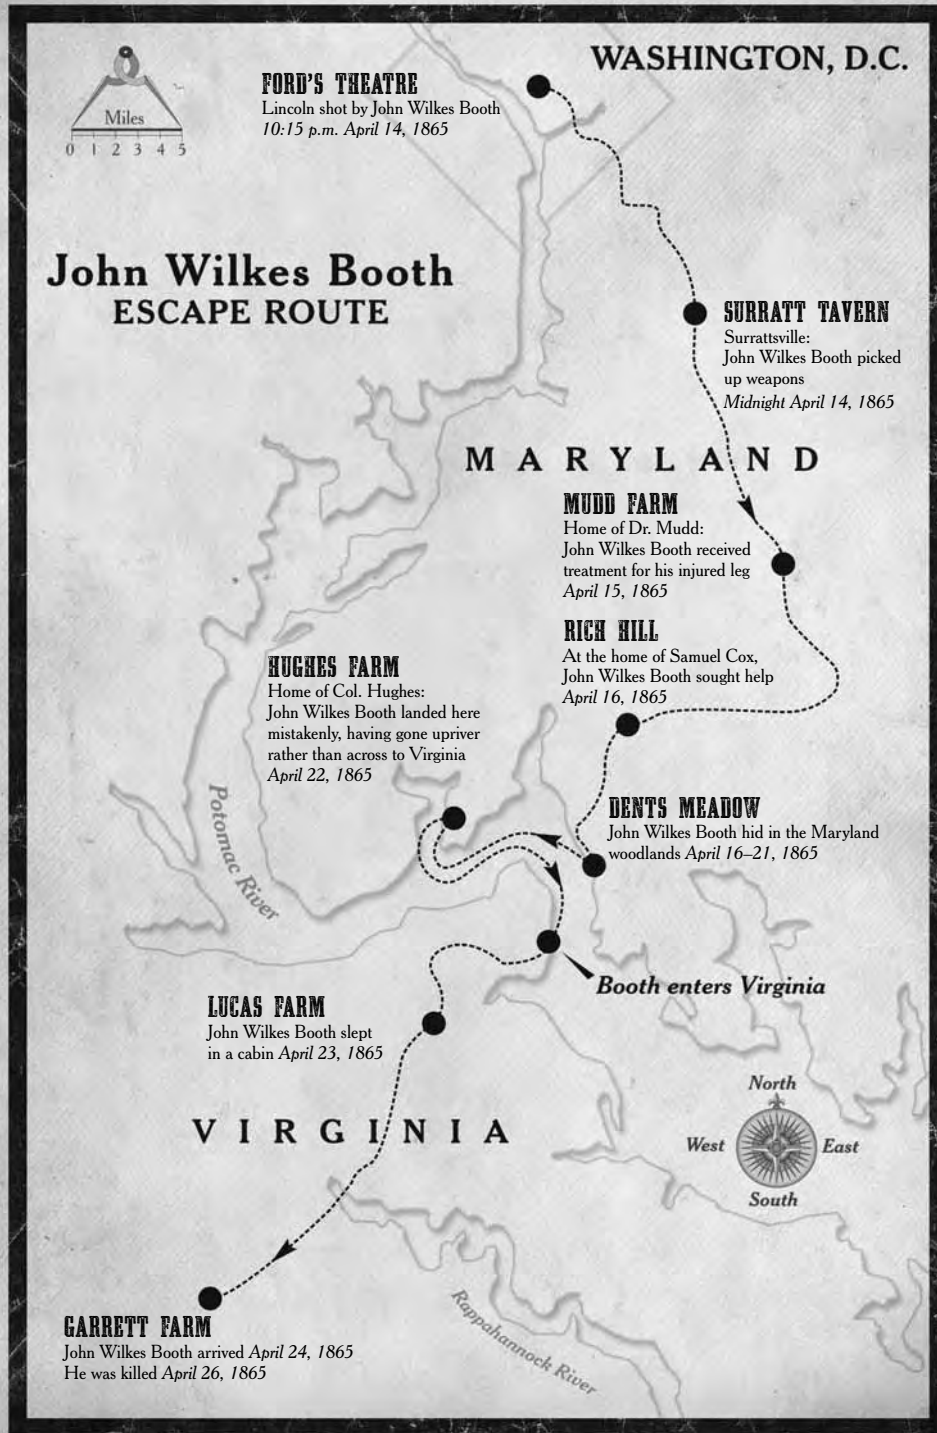 WASHINGTON, D.C.
FORD'S THEATRE
Lincoln shot by John Wilkes Booth
10:15 p.m. April 14, 1865
Miles
0 1 2 3 4 5
John Wilkes Booth
ESCAPE ROUTE
SURRATT TAVERN
Surrattsville:
John Wilkes Booth picked
up weapons
Midnight April 14, 1865
MARYLAND
MUDD FARM
Home of Dr. Mudd:
John Wilkes Booth received
treatment for his injured leg
April 15, 1865
RICH HILL
At the home of Samuel Cox,
John Wilkes Booth sought help
April 16, 1865
HUGHES FARM
Home of Col. Hughes:
John Wilkes Booth landed here
mistakenly, having gone upriver
rather than across to Virginia
April 22, 1865
Potomac River
DENTS MEADOW
John Wilkes Booth hid in the Maryland
woodlands April 16–21, 1865
Booth enters Virginia
LUCAS FARM
John Wilkes Booth slept
in a cabin April 23, 1865
VIRGINIA
North
West
East
South
Rappahannock River
GARRETT FARM
John Wilkes Booth arrived April 24, 1865
He was killed April 26, 1865